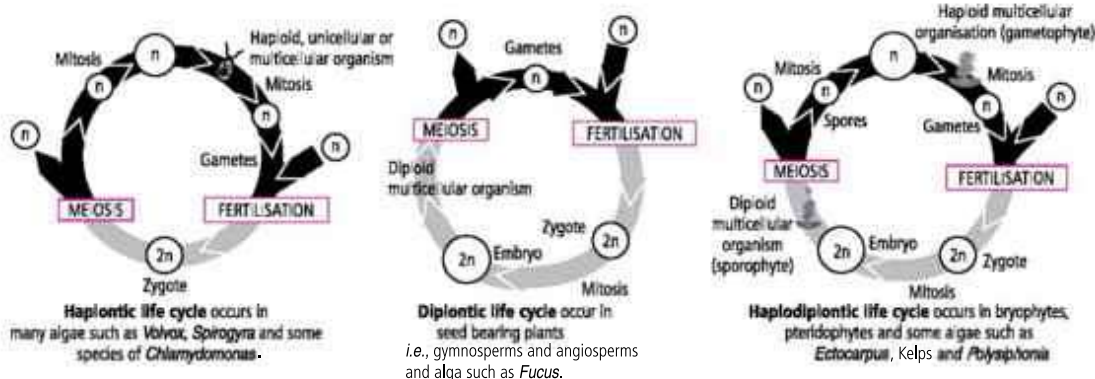 n
Haploid, unicellular or
multicellular organism
Mitosis
Mitosis
n
n
n
n
Gametes
MEIOSIS
FERTILISATION
2n
Zygote
Haplontic life cycle occurs in
many algae such as Volvox, Spirogyra and some
species of Chlamydomonas.
n
Gametes
n
n
MEIOSIS
FERTILISATION
Diploid
multicellular organism
Zygote
2n
Embryo
2n
Mitosis
Diplontic life cycle occur in
seed bearing plants
i.e., gymnosperms and angiosperms
and alga such as Fucus.
Haploid multicellular
organisation (gametophyte)
n
Mitosis
Mitosis
n
n
n
n
Spores
Gametes
MEIOSIS
FERTILISATION
Diploid
multicellular
organism
(sporophyte)
2n
Embryo
2n
Zygote
Mitosis
Haplodiplontic life cycle occurs in bryophytes,
pteridophytes and some algae such as
Ectocarpus, Kelps and Polysiphonia